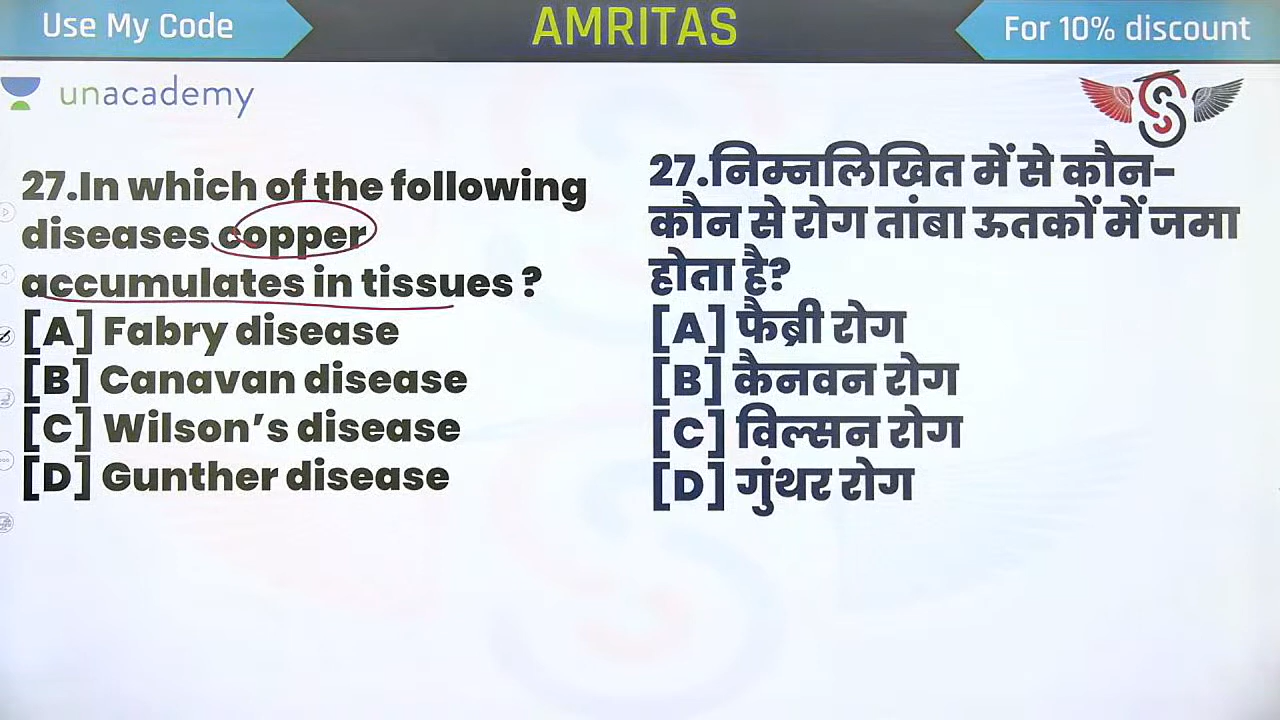 Use My Code
AMRITAS
For 10% discount
unacademy
27.In which of the following
diseases copper
accumulates in tissues ?
[A] Fabry disease
[B] Canavan disease
[C] Wilson’s disease
[D] Gunther disease
27.निम्नलिखित में से कौन-
कौन से रोग तांबा ऊतकों में जमा
होता है?
[A] फैब्री रोग
[B] कैनवन रोग
[C] विल्सन रोग
[D] गुंथर रोग